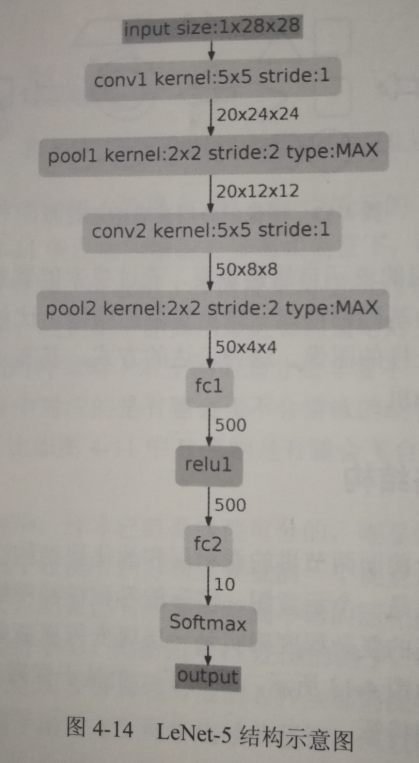 input size:1x28x28
conv1 kernel:5x5 stride:1
20x24x24
pool1 kernel:2x2 stride:2 type:MAX
20x12x12
conv2 kernel:5x5 stride:1
50x8x8
pool2 kernel:2x2 stride:2 type:MAX
50x4x4
fc1
500
relu1
500
fc2
10
Softmax
output
图 4-14 LeNet-5 结构示意图